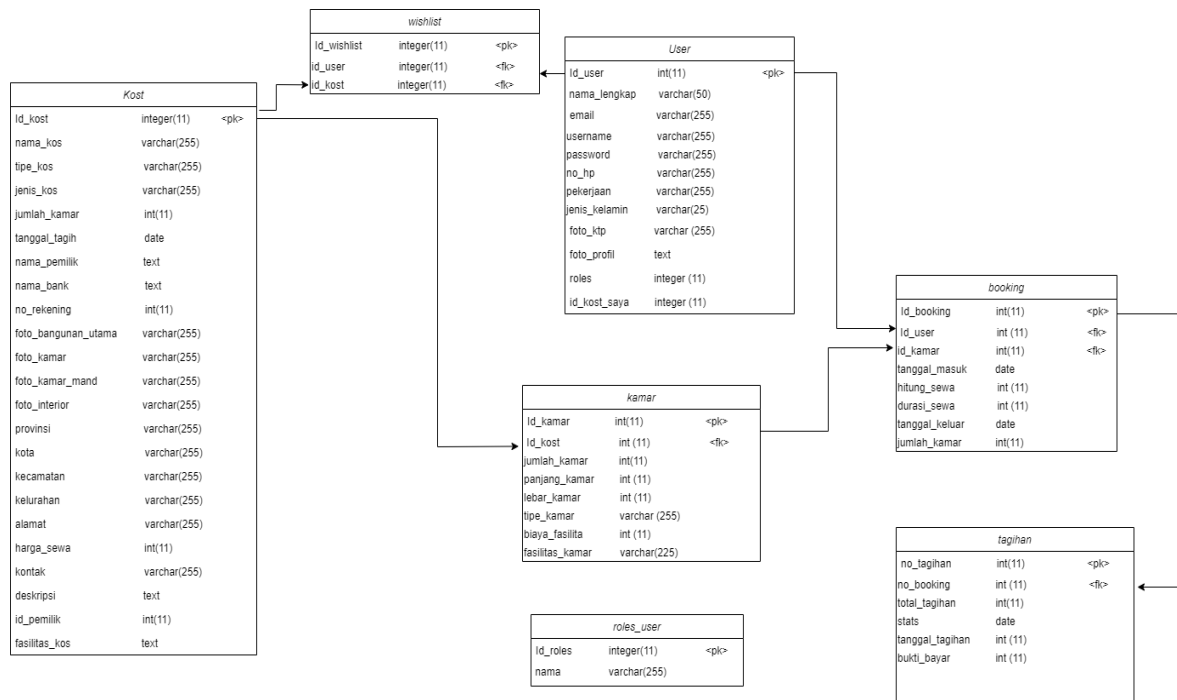 wishlist
Id_wishlist integer(11) <pk>
id_user integer(11) <fk>
id_kost integer(11) <fk>
User
Id_user int(11) <pk>
nama_lengkap varchar(50)
email varchar(255)
username varchar(255)
password varchar(255)
no_hp varchar(255)
pekerjaan varchar(255)
jenis_kelamin varchar(25)
foto_ktp varchar (255)
foto_profil text
roles integer (11)
id_kost_saya integer (11)
Kost
Id_kost integer(11) <pk>
nama_kos varchar(255)
tipe_kos varchar(255)
jenis_kos varchar(255)
jumlah_kamar int(11)
tanggal_tagih date
nama_pemilik text
nama_bank text
no_rekening int(11)
foto_bangunan_utama varchar(255)
foto_kamar varchar(255)
foto_kamar_mand varchar(255)
foto_interior varchar(255)
provinsi varchar(255)
kota varchar(255)
kecamatan varchar(255)
kelurahan varchar(255)
alamat varchar(255)
harga_sewa int(11)
kontak varchar(255)
deskripsi text
id_pemilik int(11)
fasilitas_kos text
booking
Id_booking int(11) <pk>
Id_user int (11) <fk>
id_kamar int(11) <fk>
tanggal_masuk date
hitung_sewa int (11)
durasi_sewa int (11)
tanggal_keluar date
jumlah_kamar int(11)
kamar
Id_kamar int(11) <pk>
Id_kost int (11) <fk>
jumlah_kamar int(11)
panjang_kamar int (11)
lebar_kamar int (11)
tipe_kamar varchar (255)
biaya_fasilita int (11)
fasilitas_kamar varchar(225)
tagihan
no_tagihan int(11) <pk>
no_booking int (11) <fk>
total_tagihan int(11)
stats date
tanggal_tagihan int (11)
bukti_bayar int (11)
roles_user
Id_roles integer(11) <pk>
nama varchar(255)